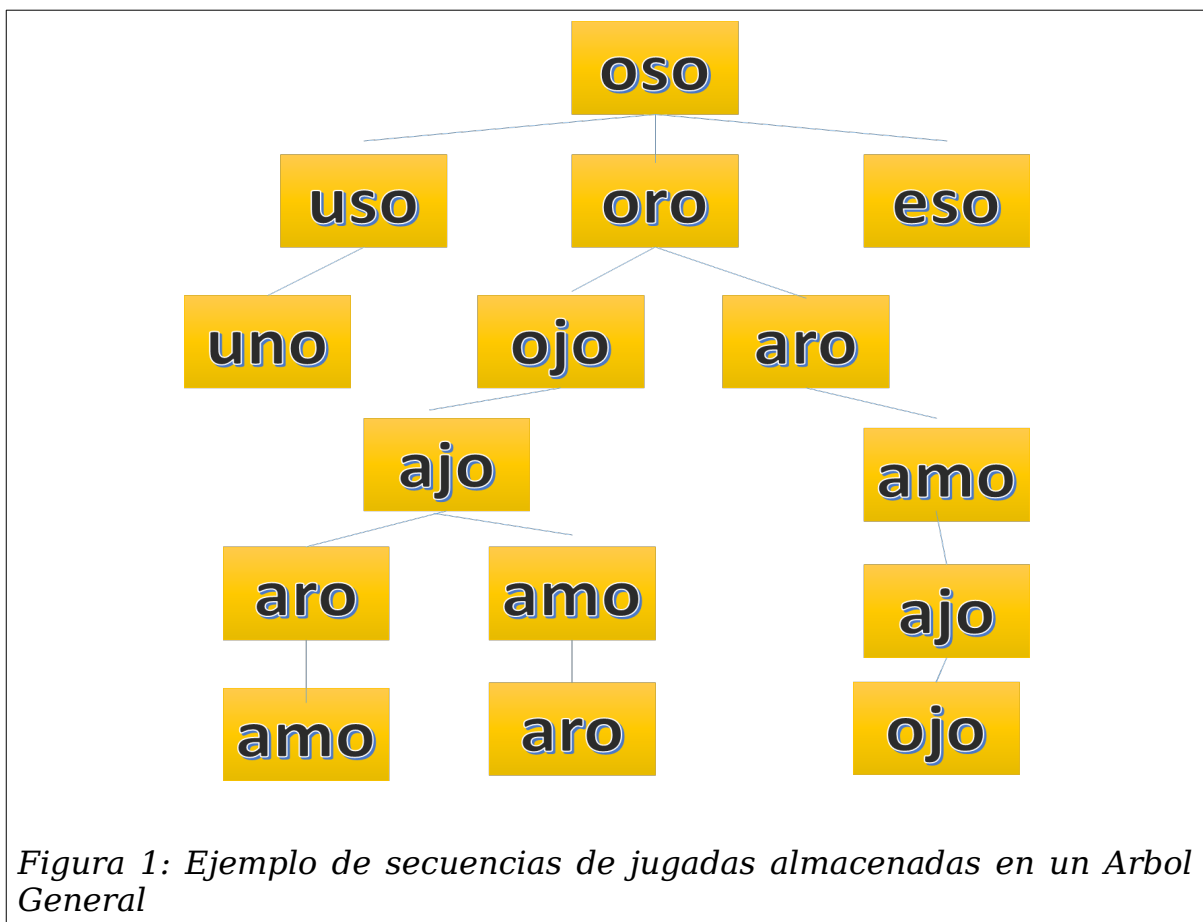 oso
uso oro eso
uno ojo aro
ajo amo
aro amo ajo
amo aro ojo
Figura 1: Ejemplo de secuencias de jugadas almacenadas en un Arbol
General